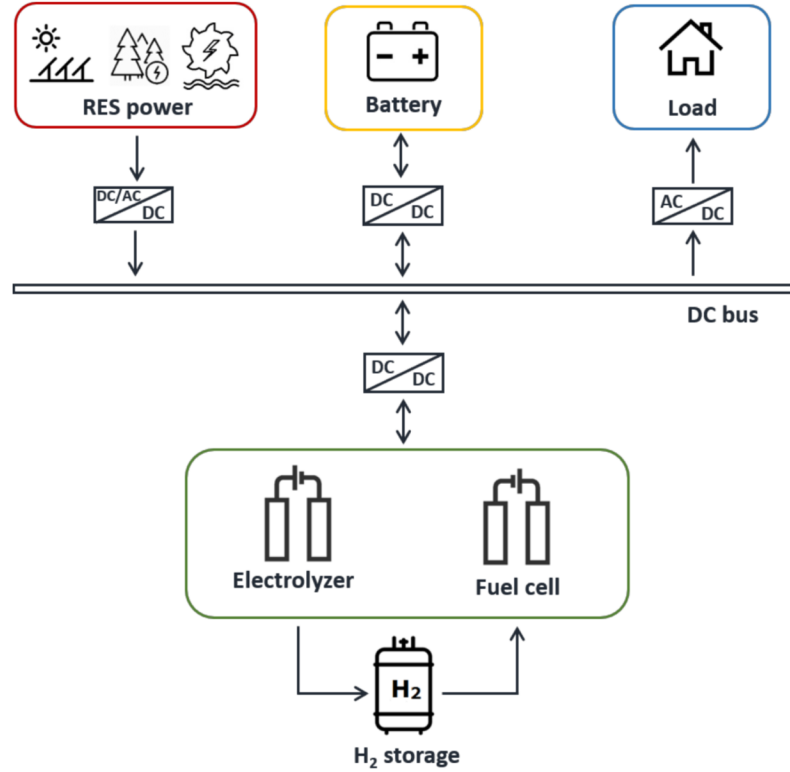 RES power
Battery
Load
DC/AC
DC
DC
DC
AC
DC
DC bus
DC
DC
Electrolyzer
Fuel cell
H₂
H₂ storage